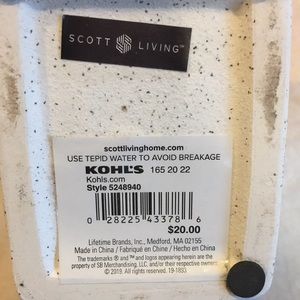 SCOTT LIVING™
scottlivinghome.com
USE TEPID WATER TO AVOID BREAKAGE
KOHL'S 165 20 22
Kohls.com
Style 5248940
0 28225 43378 6
$20.00
Lifetime Brands, Inc., Medford, MA 02155
Made in China / Fabriqué en Chine / Hecho en China
The trademarks ® and ™ and logos appearing herein are the
property of SB Merchandising, LLC, and/or their respective owners.
© 2019. All rights reserved. 19-1893